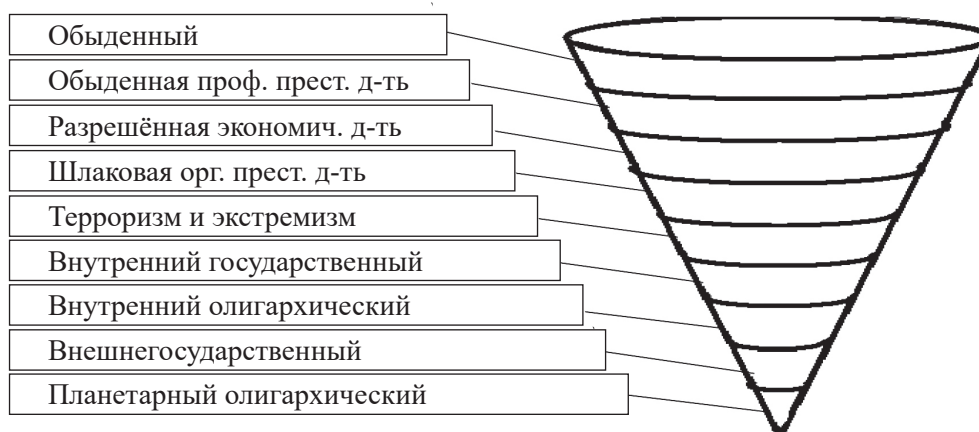 Обыденный
Обыденная проф. прест. д-ть
Разрешённая экономич. д-ть
Шлаковая орг. прест. д-ть
Терроризм и экстремизм
Внутренний государственный
Внутренний олигархический
Внешнегосударственный
Планетарный олигархический